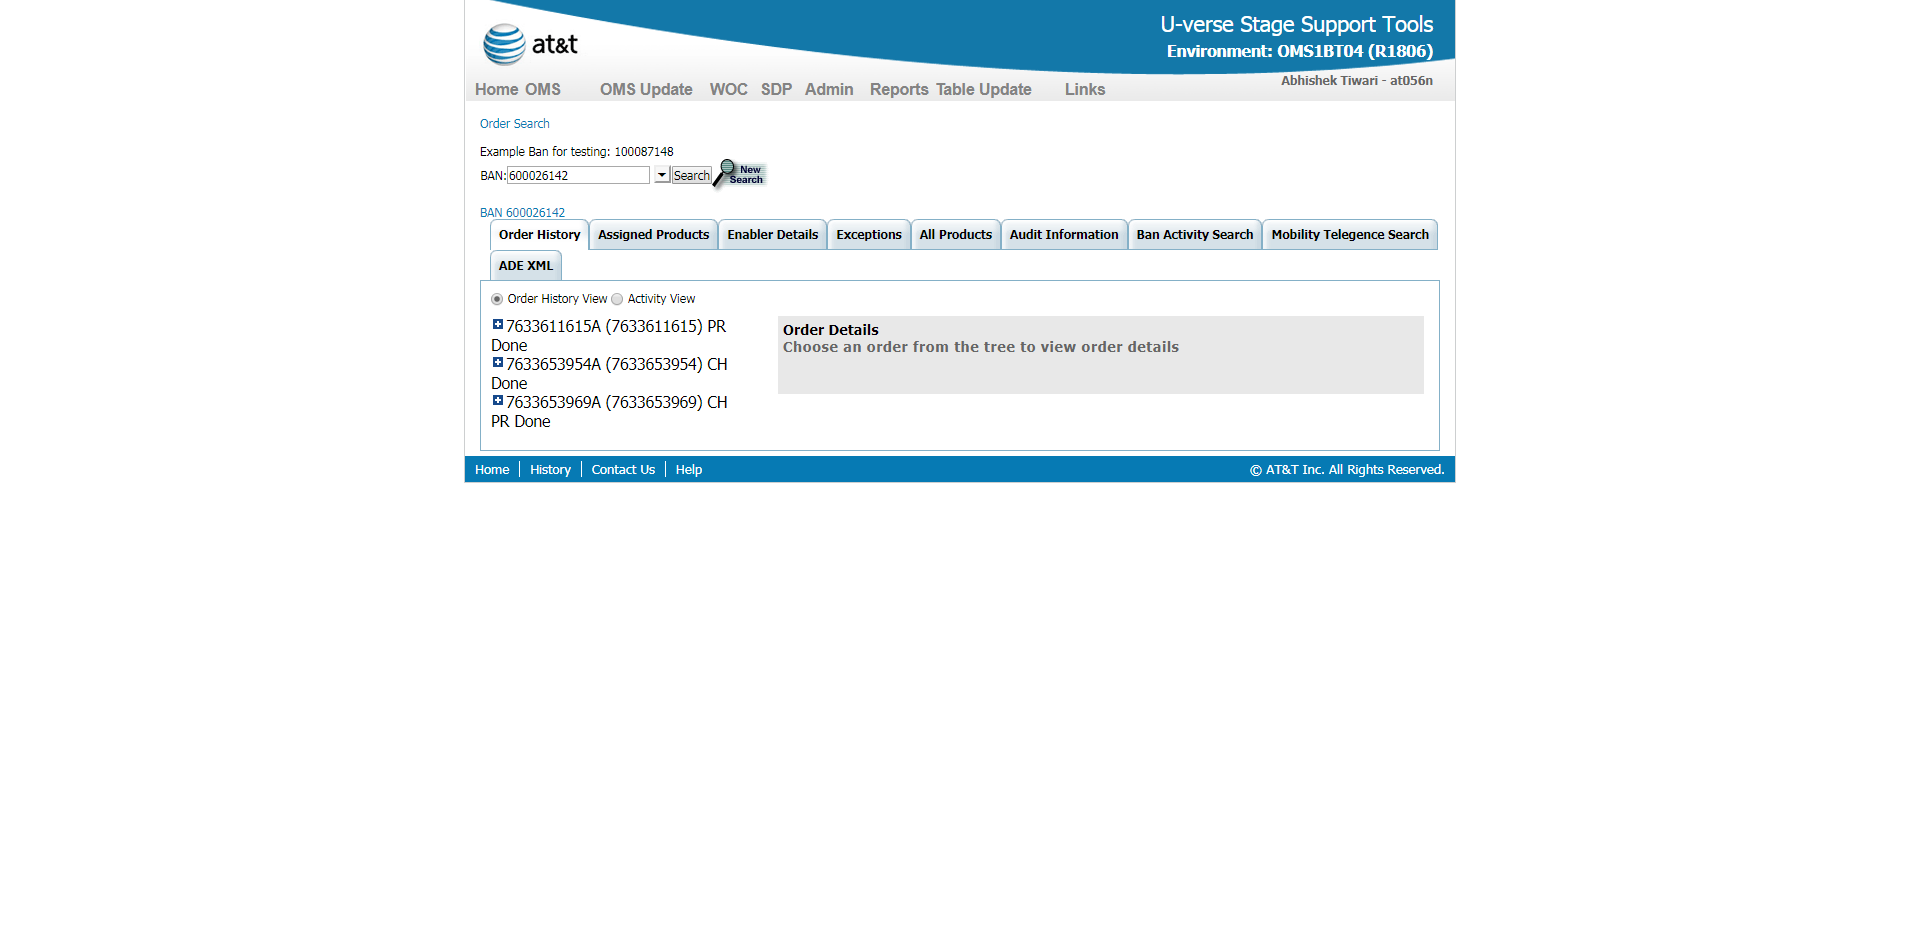 at&t
U-verse Stage Support Tools
Environment: OMS1BT04 (R1806)
Abhishek Tiwari - at056n
Home OMS OMS Update WOC SDP Admin Reports Table Update Links
Order Search
Example Ban for testing: 100087148
BAN: 600026142 Search New Search
BAN 600026142
Order History Assigned Products Enabler Details Exceptions All Products Audit Information Ban Activity Search Mobility Telegence Search
ADE XML
Order History View Activity View
7633611615A (7633611615) PR
Done
7633653954A (7633653954) CH
Done
7633653969A (7633653969) CH
PR Done
Order Details
Choose an order from the tree to view order details
Home History Contact Us Help
© AT&T Inc. All Rights Reserved.